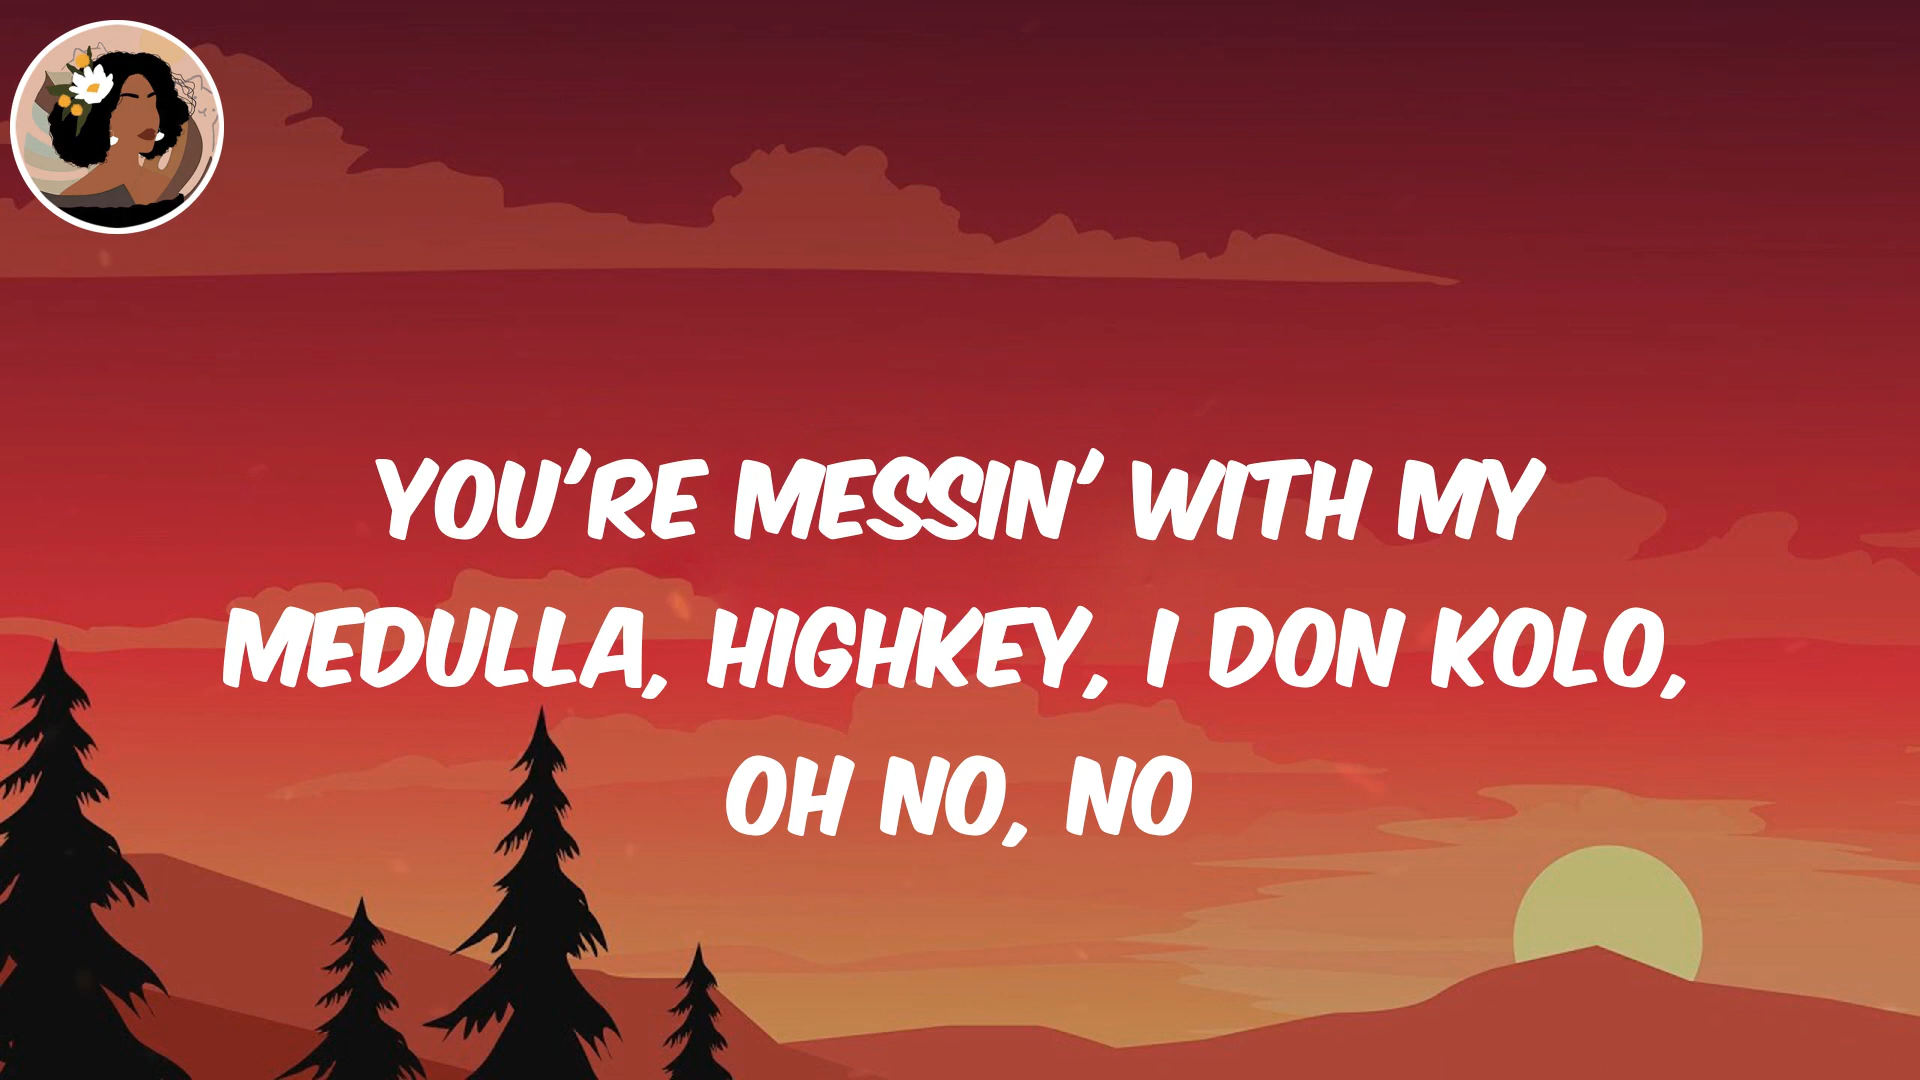 YOU'RE MESSIN' WITH MY
MEDULLA, HIGHKEY, I DON KOLO,
OH NO, NO